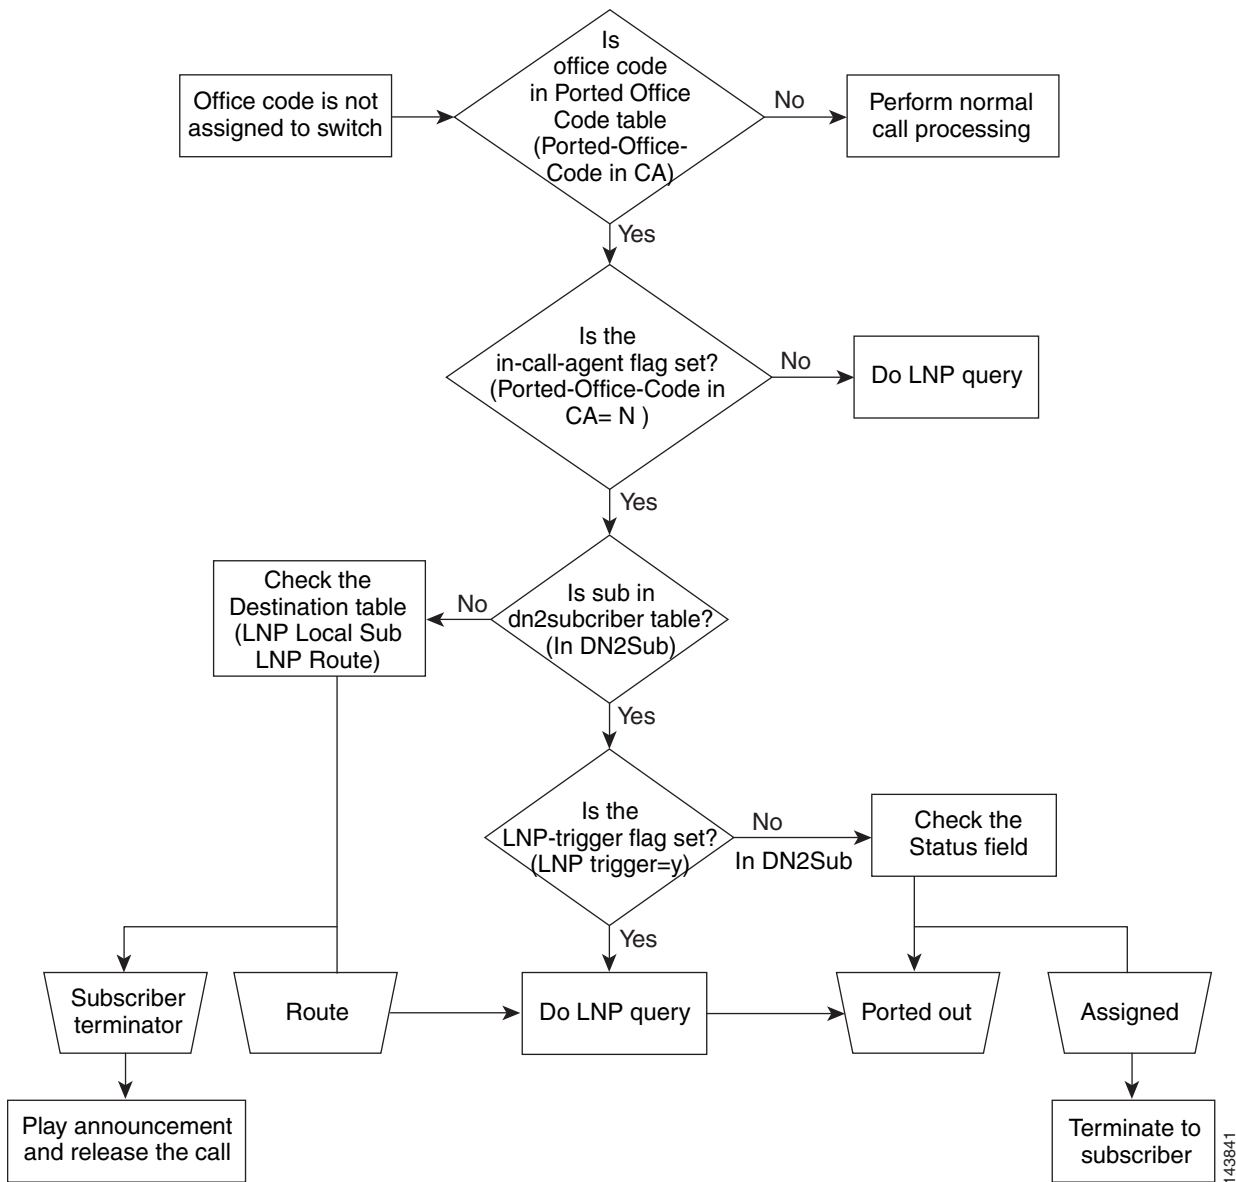 Is
office code
in Ported Office
Code table
(Ported-Office-
Code in CA)
Office code is not
assigned to switch
No
Perform normal
call processing
Yes
Is the
in-call-agent flag set?
(Ported-Office-Code in
CA= N )
No
Do LNP query
Yes
Check the
Destination table
(LNP Local Sub
LNP Route)
No
Is sub in
dn2subcriber table?
(In DN2Sub)
Yes
Is the
LNP-trigger flag set?
(LNP trigger=y)
No
In DN2Sub
Check the
Status field
Yes
Subscriber
terminator
Route
Do LNP query
Ported out
Assigned
Play announcement
and release the call
Terminate to
subscriber
143841